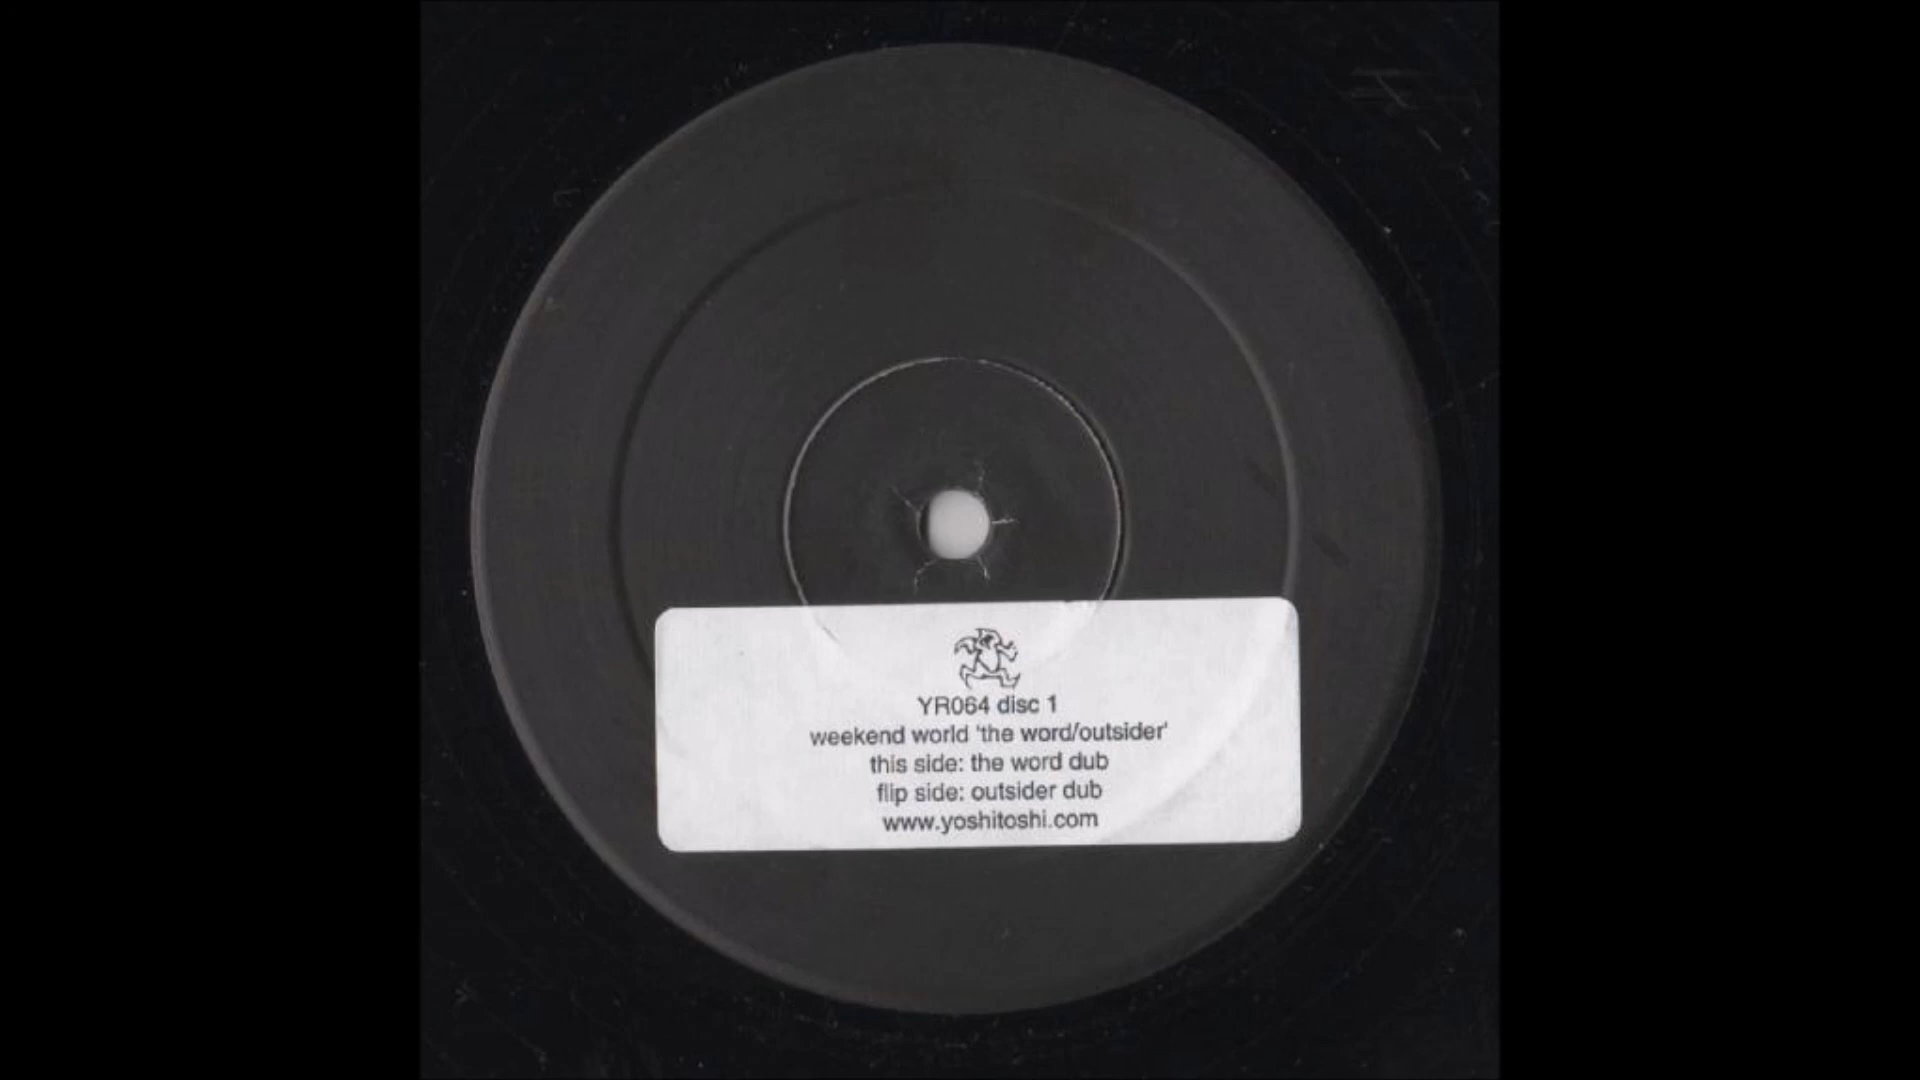 YR064 disc 1
weekend world 'the word/outsider'
this side: the word dub
flip side: outsider dub
www.yoshitoshi.com